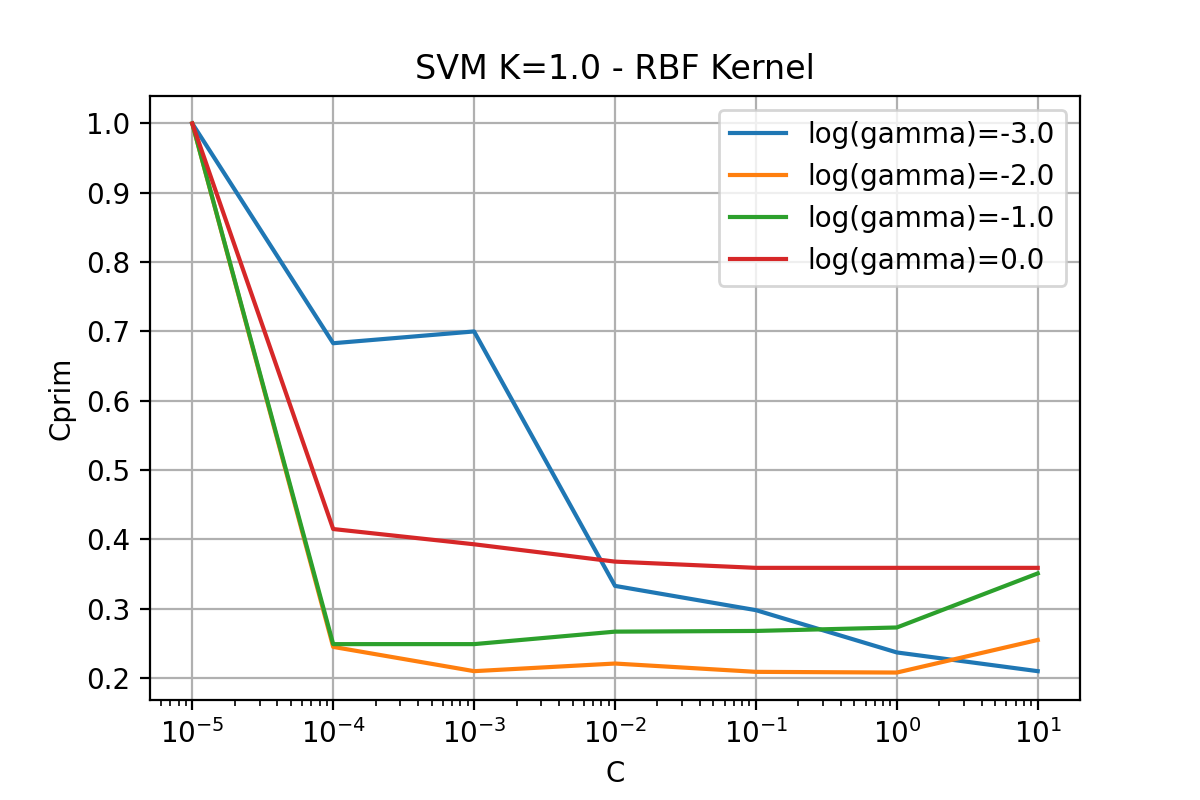 SVM K=1.0 - RBF Kernel
log(gamma)=-3.0
log(gamma)=-2.0
log(gamma)=-1.0
log(gamma)=0.0
Cprim
1.0
0.9
0.8
0.7
0.6
0.5
0.4
0.3
0.2
10⁻⁵ 10⁻⁴ 10⁻³ 10⁻² 10⁻¹ 10⁰ 10¹
C